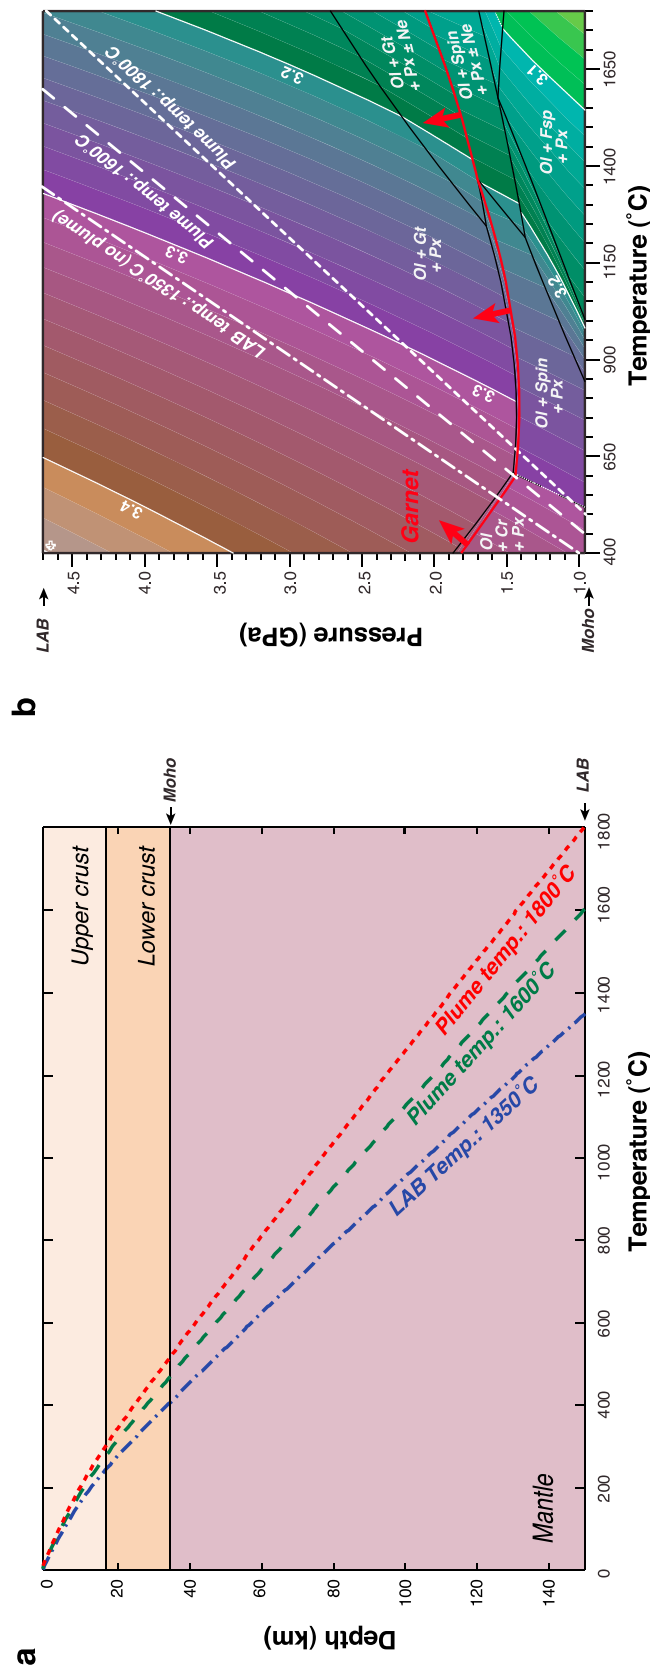 a
0
20
40
60
80
100
120
140
Depth (km)
0
200
400
600
800
1000
1200
1400
1600
1800
Temperature (˚C)
Upper crust
Lower crust
Mantle
Moho
LAB
LAB Temp.: 1350˚C
Plume temp.: 1600˚C
Plume temp.: 1800˚C
b
LAB
4.5
4.0
3.5
3.0
2.5
2.0
1.5
1.0
Moho
Pressure (GPa)
400
650
900
1150
1400
1650
Temperature (˚C)
3.4
3.3
3.3
3.2
3.2
3.1
LAB temp.: 1350˚C (no plume)
Plume temp.: 1600˚C
Plume temp.: 1800˚C
Garnet
Ol + Gt
+ Px
Ol + Gt
+ Px ± Ne
Ol + Spin
+ Px ± Ne
Ol + Cr
+ Px
Ol + Spin
+ Px
Ol + Fsp
+ Px